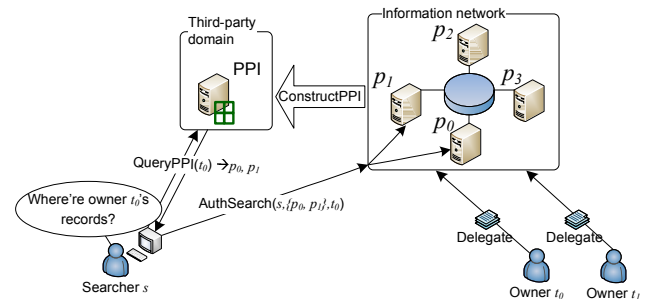 Third-party
domain
PPI
Information network
p2
p1
p3
p0
ConstructPPI
QueryPPI(t0) →p0, p1
Where're owner t0's
records?
AuthSearch(s,{p0, p1},t0)
Searcher s
Delegate
Delegate
Owner t0
Owner t1